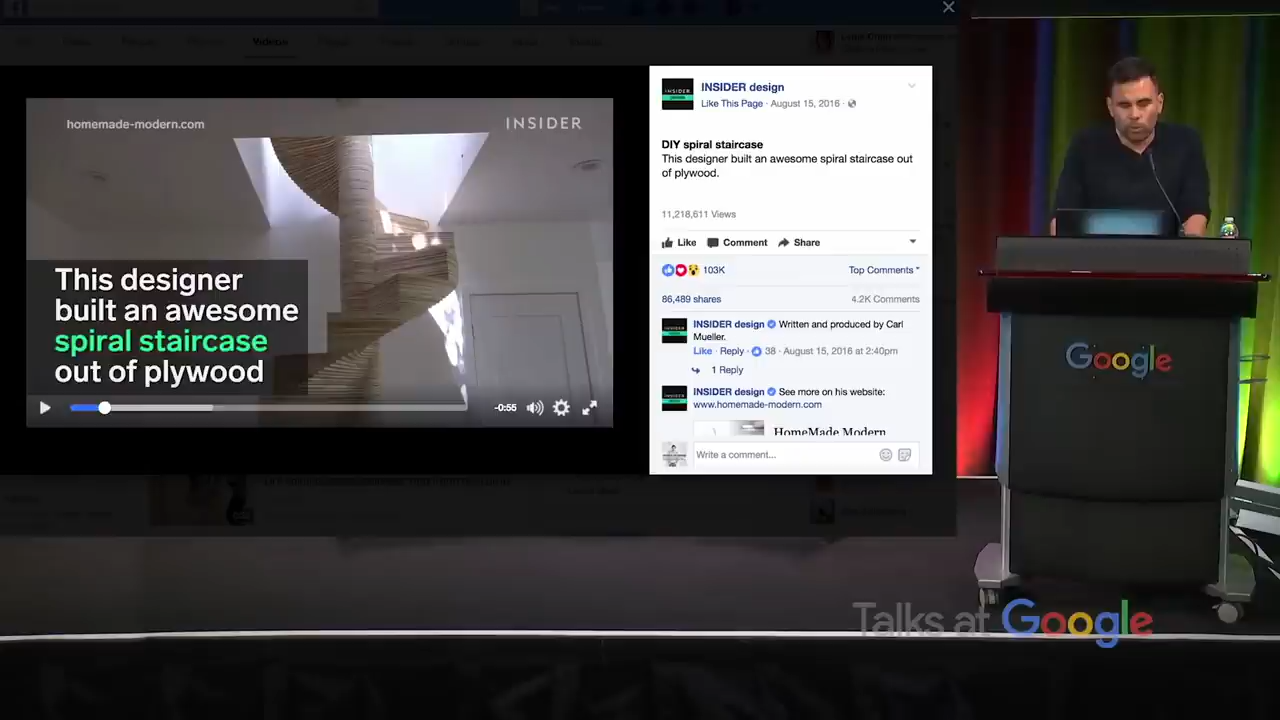 Videos
homemade-modern.com
INSIDER
This designer
built an awesome
spiral staircase
out of plywood
-0:55
INSIDER design
Like This Page · August 15, 2016 ·
DIY spiral staircase
This designer built an awesome spiral staircase out
of plywood.
11,218,611 Views
Like Comment Share
103K Top Comments
86,489 shares 4.2K Comments
INSIDER design Written and produced by Carl
Mueller.
Like · Reply · 38 · August 15, 2016 at 2:40pm
1 Reply
INSIDER design See more on his website:
www.homemade-modern.com
HomeMade Modern
Write a comment...
Google
Talks at Google